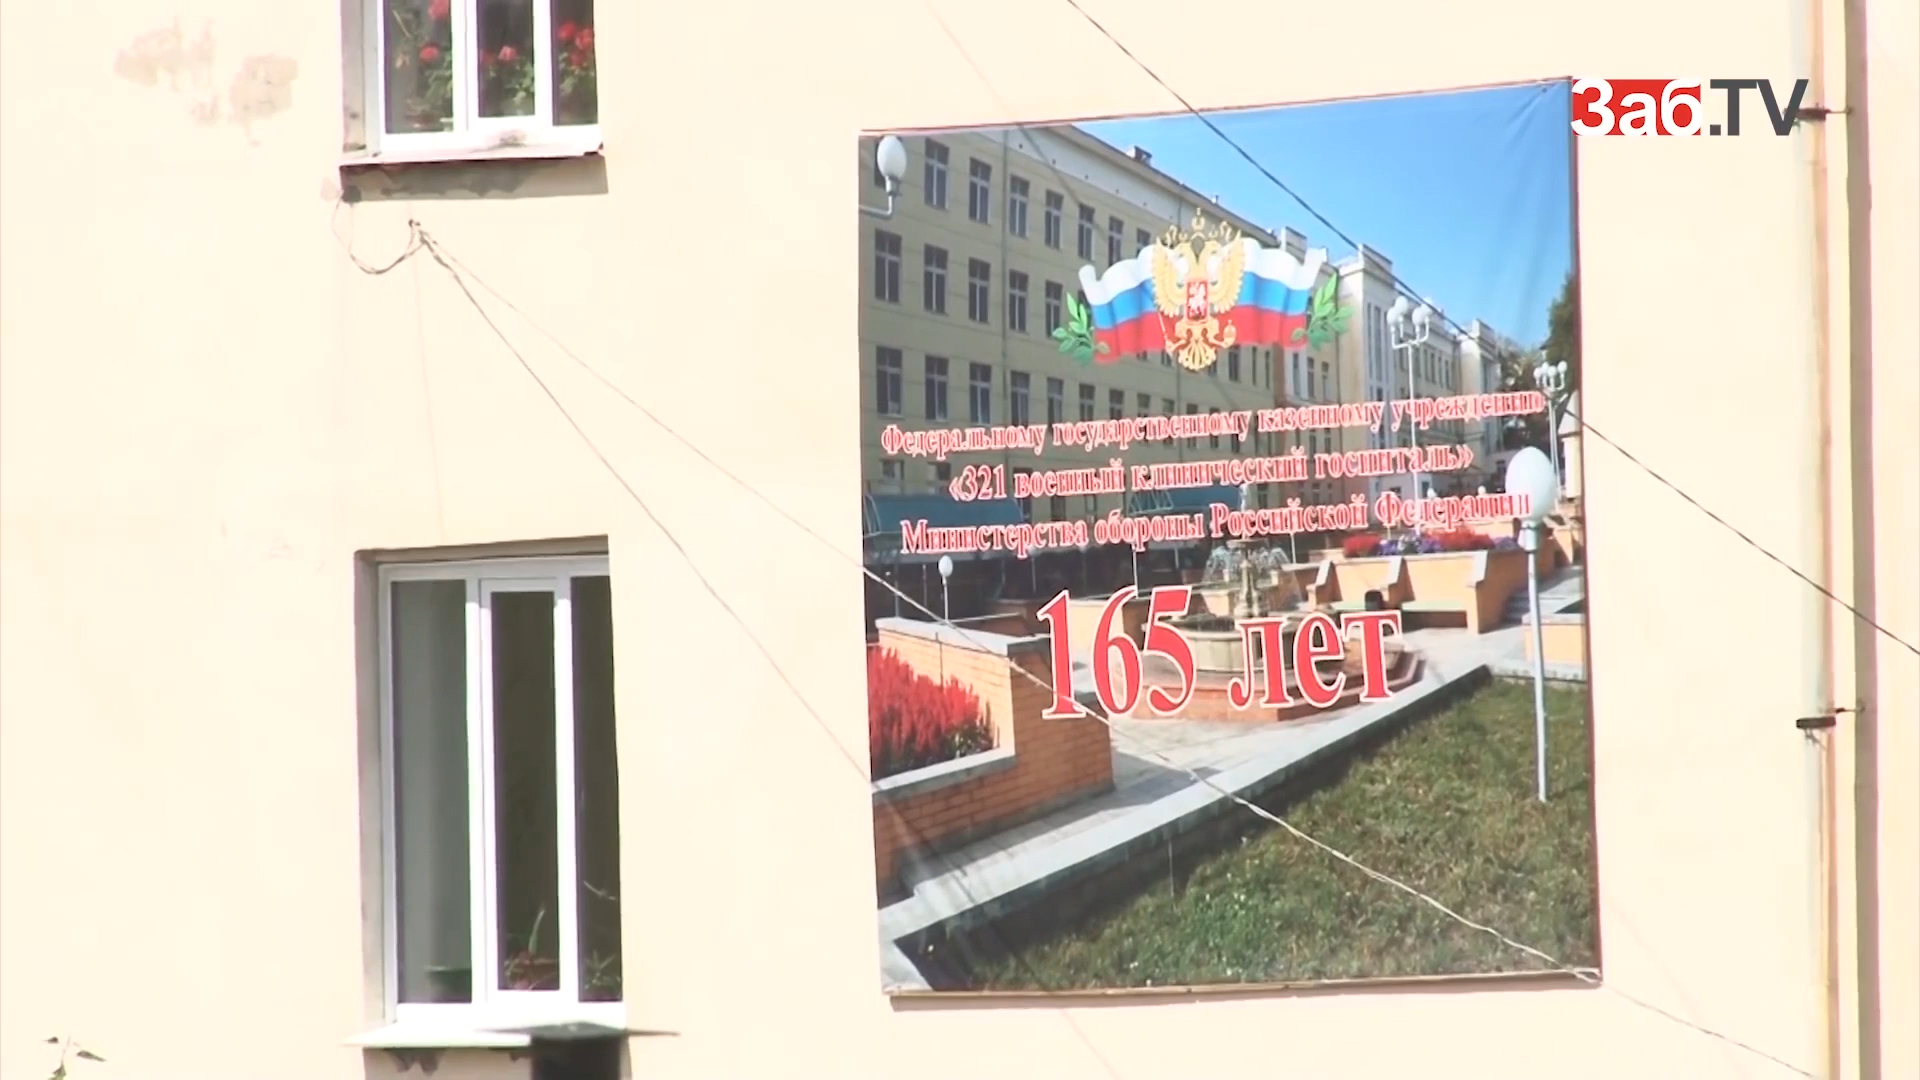 Заб.TV
Федеральному государственному казенному учреждению
«321 военный клинический госпиталь»
Министерства обороны Российской Федерации
165 лет